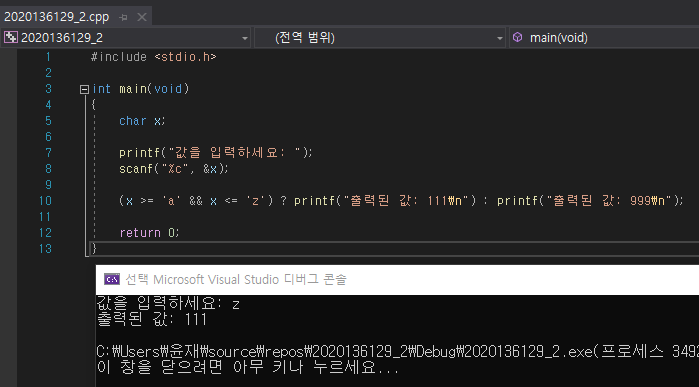 2020136129_2.cpp
2020136129_2 (전역 범위) main(void)
1 #include <stdio.h>
2
3 int main(void)
4 {
5 char x;
6
7 printf("값을 입력하세요: ");
8 scanf("%c", &x);
9
10 (x >= 'a' && x <= 'z') ? printf("출력된 값: 111₩n") : printf("출력된 값: 999₩n");
11
12 return 0;
13 }
선택 Microsoft Visual Studio 디버그 콘솔
값을 입력하세요: z
출력된 값: 111
C:₩Users₩윤재₩source₩repos₩2020136129_2₩Debug₩2020136129_2.exe(프로세스 3492
이 창을 닫으려면 아무 키나 누르세요...